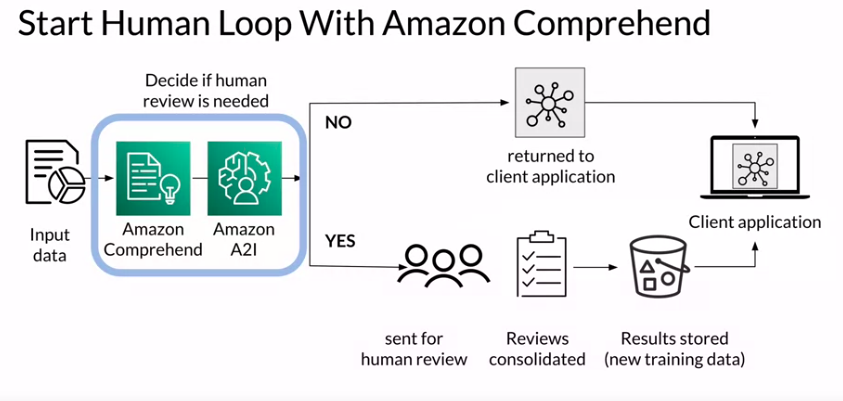 Start Human Loop With Amazon Comprehend
Decide if human
review is needed
NO
returned to
client application
Input
data
Amazon
Comprehend
Amazon
A2I
Client application
YES
sent for
human review
Reviews
consolidated
Results stored
(new training data)